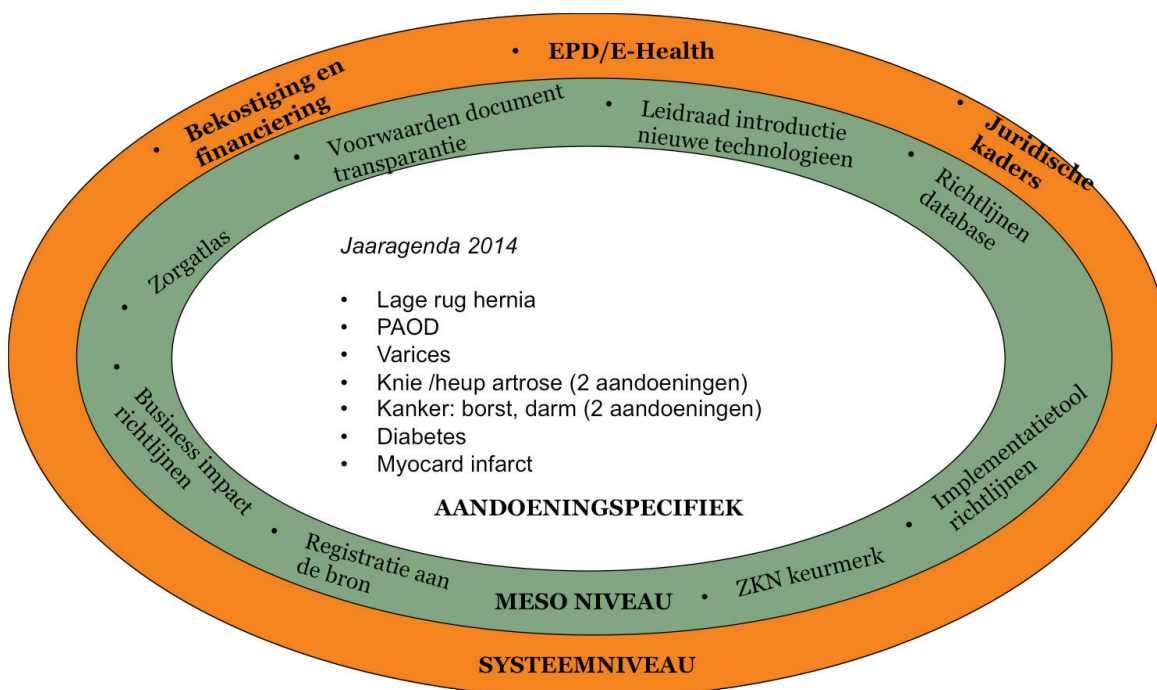 • EPD/E-Health
• Bekostiging en
financiering
• Juridische
kaders
• Voorwaarden document
transparantie
• Leidraad introductie
nieuwe technologieen
• Richtlijnen
database
• Zorgatlas
Jaaragenda 2014
• Lage rug hernia
• PAOD
• Varices
• Knie /heup artrose (2 aandoeningen)
• Kanker: borst, darm (2 aandoeningen)
• Diabetes
• Myocard infarct
AANDOENINGSPECIFIEK
• Business impact
richtlijnen
• Implementatietool
richtlijnen
• Registratie aan
de bron
• ZKN keurmerk
MESO NIVEAU
SYSTEEMNIVEAU